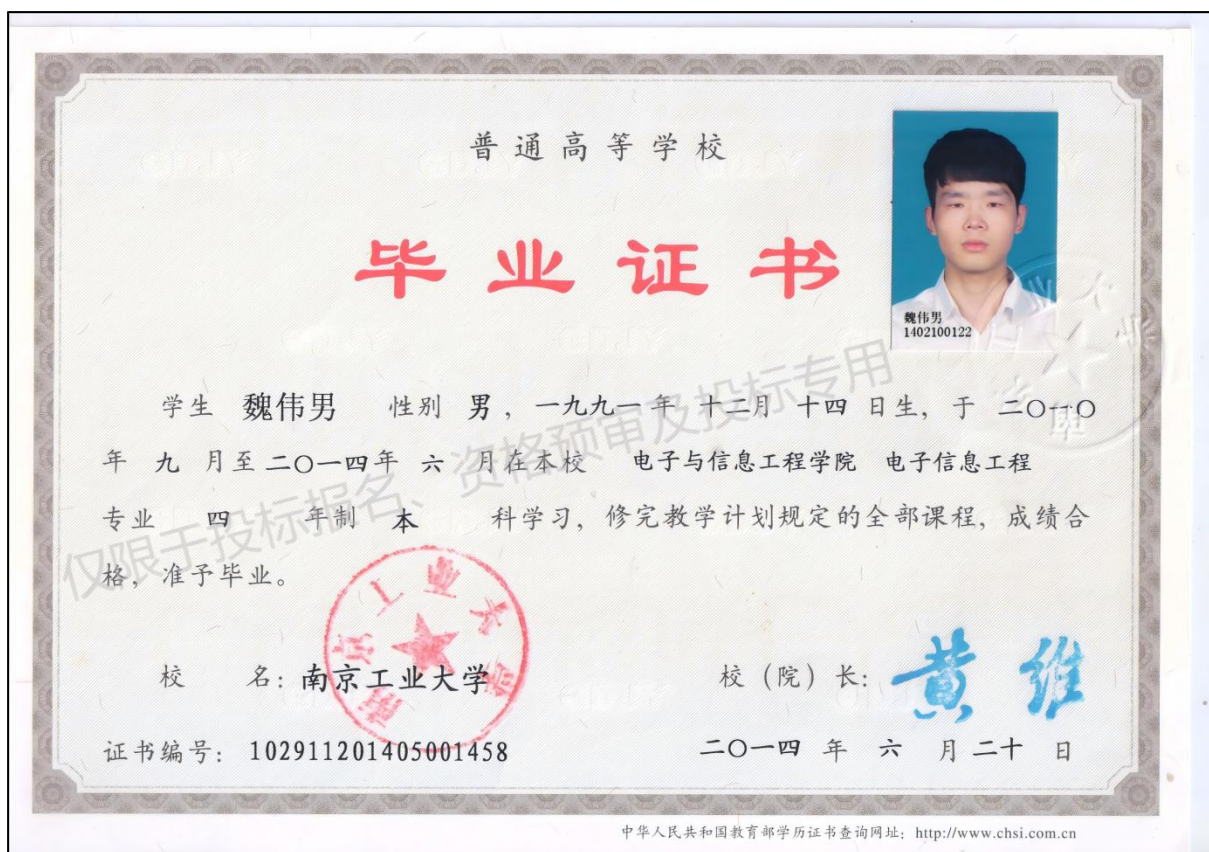 普通高等学校
毕业证书
魏伟男
1402100122
学生 魏伟男 性别 男，一九九一年 十二月 十四 日生，于 二〇一〇
年 九 月至二〇一四年 六 月在本校 电子与信息工程学院 电子信息工程
专业 四 年制 本 科学习，修完教学计划规定的全部课程，成绩合
格，准予毕业。
仅限于投标报名、资格预审及投标专用
南京工业大学
校 名：南京工业大学 校（院）长：黄维
证书编号：102911201405001458 二〇一四 年 六 月 二十 日
中华人民共和国教育部学历证书查询网址：http://www.chsi.com.cn